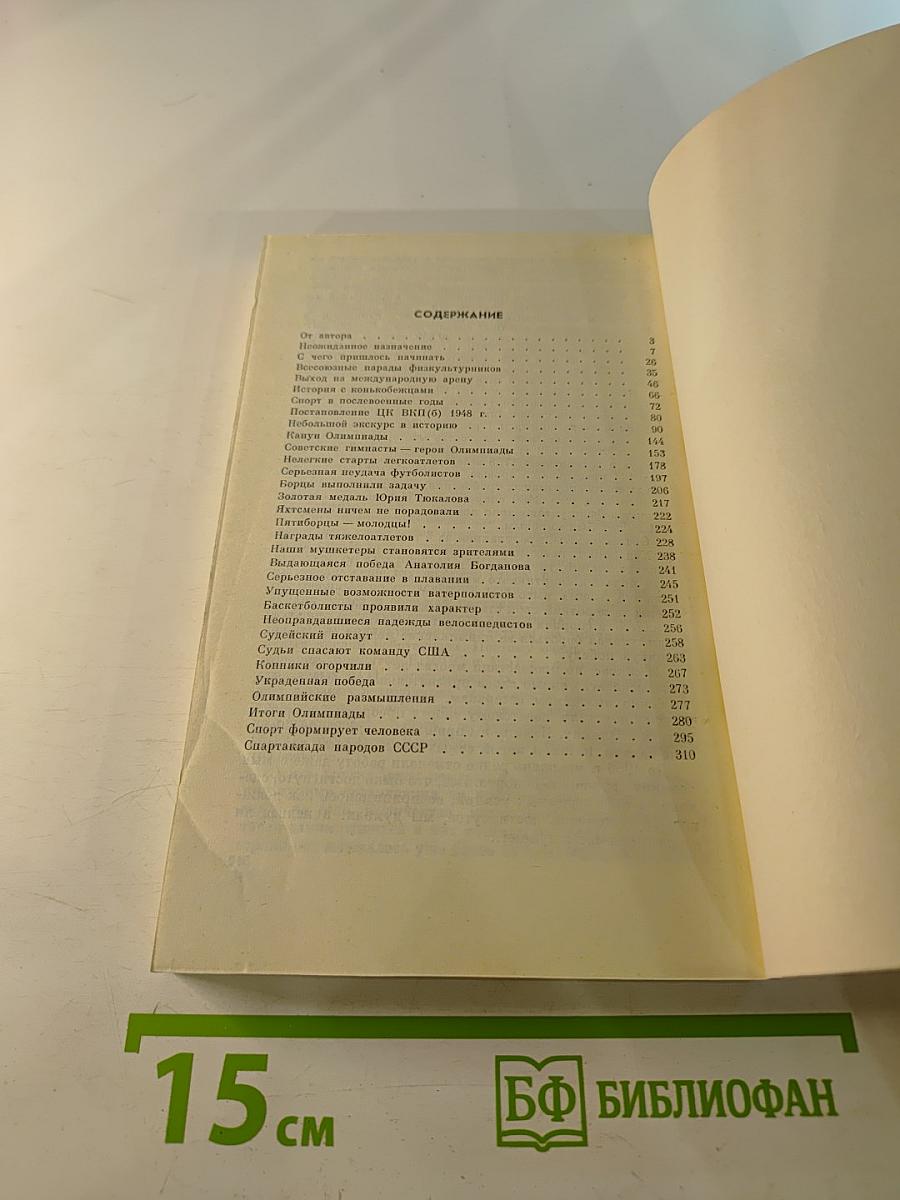 СОДЕРЖАНИЕ
От автора . . . . . . . . . . . . . . . . . . . . 3
Неожиданное назначение . . . . . . . . . . . . . . 7
С чего пришлось начинать . . . . . . . . . . . . . 26
Всесоюзные парады физкультурников . . . . . . . . . 35
Выход на международную арену . . . . . . . . . . . 46
История с конькобежцами . . . . . . . . . . . . . 66
Спорт в послевоенные годы . . . . . . . . . . . . 72
Постановление ЦК ВКП(б) 1948 г. . . . . . . . . . . 80
Небольшой экскурс в историю . . . . . . . . . . . 90
Канун Олимпиады . . . . . . . . . . . . . . . . . 144
Советские гимнасты — герои Олимпиады . . . . . . . 153
Нелегкие старты легкоатлетов . . . . . . . . . . . 178
Серьезная неудача футболистов . . . . . . . . . . 197
Борцы выполнили задачу . . . . . . . . . . . . . . 206
Золотая медаль Юрия Тюкалова . . . . . . . . . . . 217
Яхтсмены ничем не порадовали . . . . . . . . . . . 222
Пятиборцы — молодцы! . . . . . . . . . . . . . . . 224
Награды тяжелоатлетов . . . . . . . . . . . . . . 228
Наши мушкетеры становятся зрителями . . . . . . . . 238
Выдающаяся победа Анатолия Богданова . . . . . . . 241
Серьезное отставание в плавании . . . . . . . . . . 245
Упущенные возможности ватерполистов . . . . . . . . 251
Баскетболисты проявили характер . . . . . . . . . . 252
Неоправдавшиеся надежды велосипедистов . . . . . . 256
Судейский нокаут . . . . . . . . . . . . . . . . . 258
Судьи спасают команду США . . . . . . . . . . . . 263
Конники огорчили . . . . . . . . . . . . . . . . . 267
Украденная победа . . . . . . . . . . . . . . . . 273
Олимпийские размышления . . . . . . . . . . . . . 277
Итоги Олимпиады . . . . . . . . . . . . . . . . . 280
Спорт формирует человека . . . . . . . . . . . . . 295
Спартакиада народов СССР . . . . . . . . . . . . . 310
15 см
БФ БИБЛИОФАН